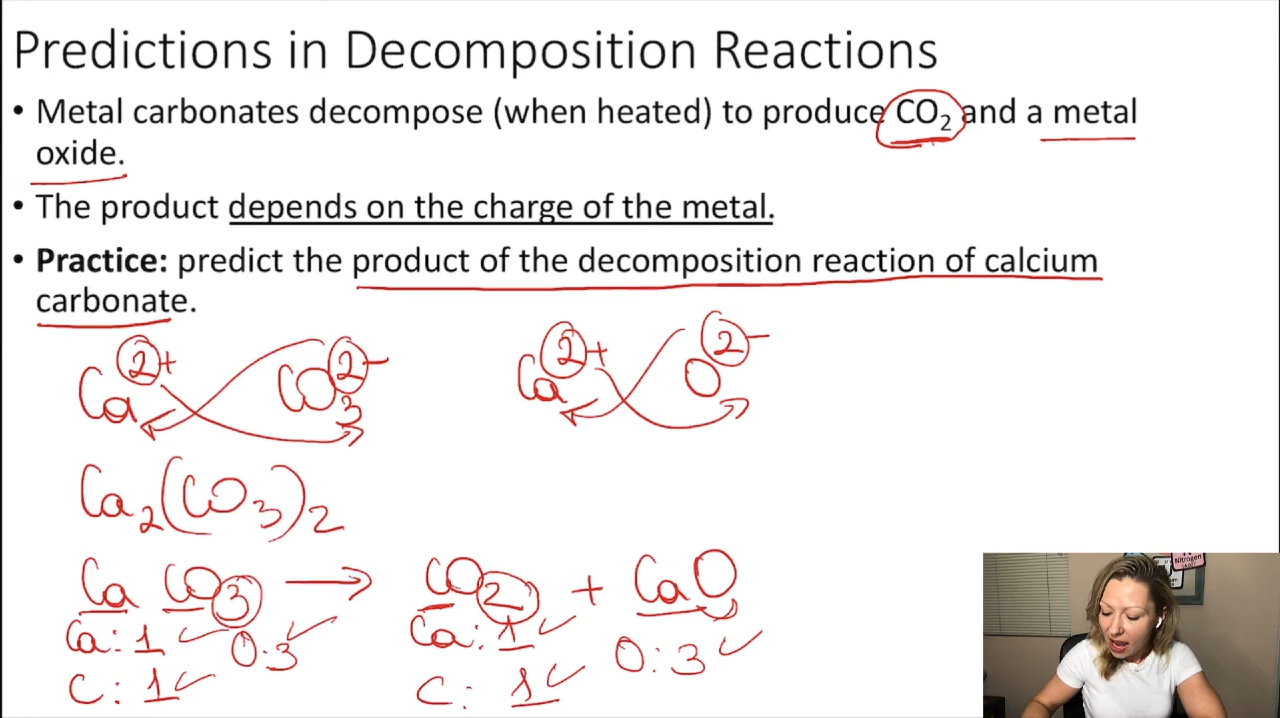 Predictions in Decomposition Reactions
• Metal carbonates decompose (when heated) to produce CO₂ and a metal
oxide.
• The product depends on the charge of the metal.
• Practice: predict the product of the decomposition reaction of calcium
carbonate.
Ca²⁺ CO₃²⁻ Ca²⁺ O²⁻
Ca₂(CO₃)₂
CaCO₃ → CO₂ + CaO
Ca: 1 ✓ O: 3 ✓ Ca: 1 ✓ O: 3 ✓
C: 1 ✓ C: 1 ✓
Nitrogen